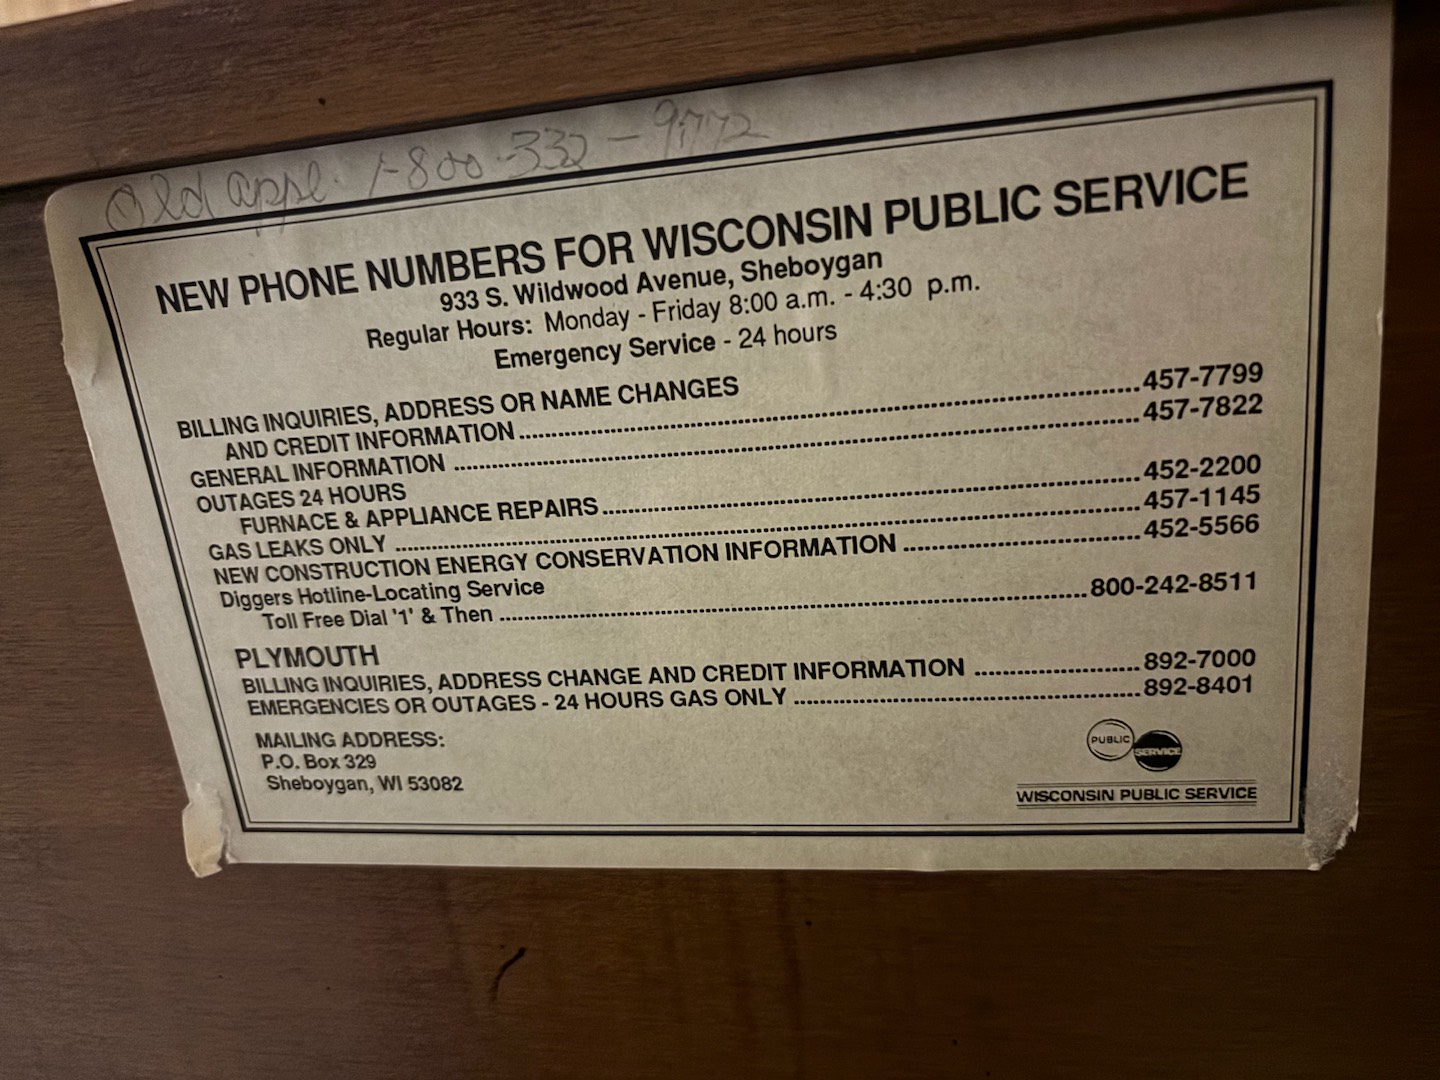 Old appl. 1-800-332-9772
NEW PHONE NUMBERS FOR WISCONSIN PUBLIC SERVICE
933 S. Wildwood Avenue, Sheboygan
Regular Hours: Monday - Friday 8:00 a.m. - 4:30 p.m.
Emergency Service - 24 hours
BILLING INQUIRIES, ADDRESS OR NAME CHANGES
AND CREDIT INFORMATION ........ 457-7799
GENERAL INFORMATION ........ 457-7822
OUTAGES 24 HOURS
FURNACE & APPLIANCE REPAIRS ........ 452-2200
GAS LEAKS ONLY ........ 457-1145
NEW CONSTRUCTION ENERGY CONSERVATION INFORMATION ........ 452-5566
Diggers Hotline-Locating Service
Toll Free Dial '1' & Then ........ 800-242-8511
PLYMOUTH
BILLING INQUIRIES, ADDRESS CHANGE AND CREDIT INFORMATION ........ 892-7000
EMERGENCIES OR OUTAGES - 24 HOURS GAS ONLY ........ 892-8401
MAILING ADDRESS:
P.O. Box 329
Sheboygan, WI 53082
PUBLIC SERVICE
WISCONSIN PUBLIC SERVICE